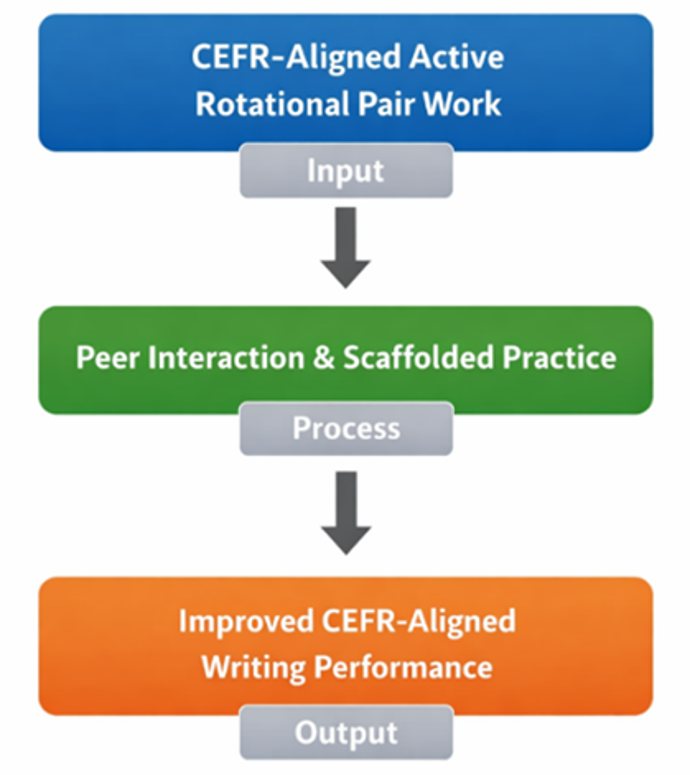 CEFR-Aligned Active
Rotational Pair Work
Input
Peer Interaction & Scaffolded Practice
Process
Improved CEFR-Aligned
Writing Performance
Output